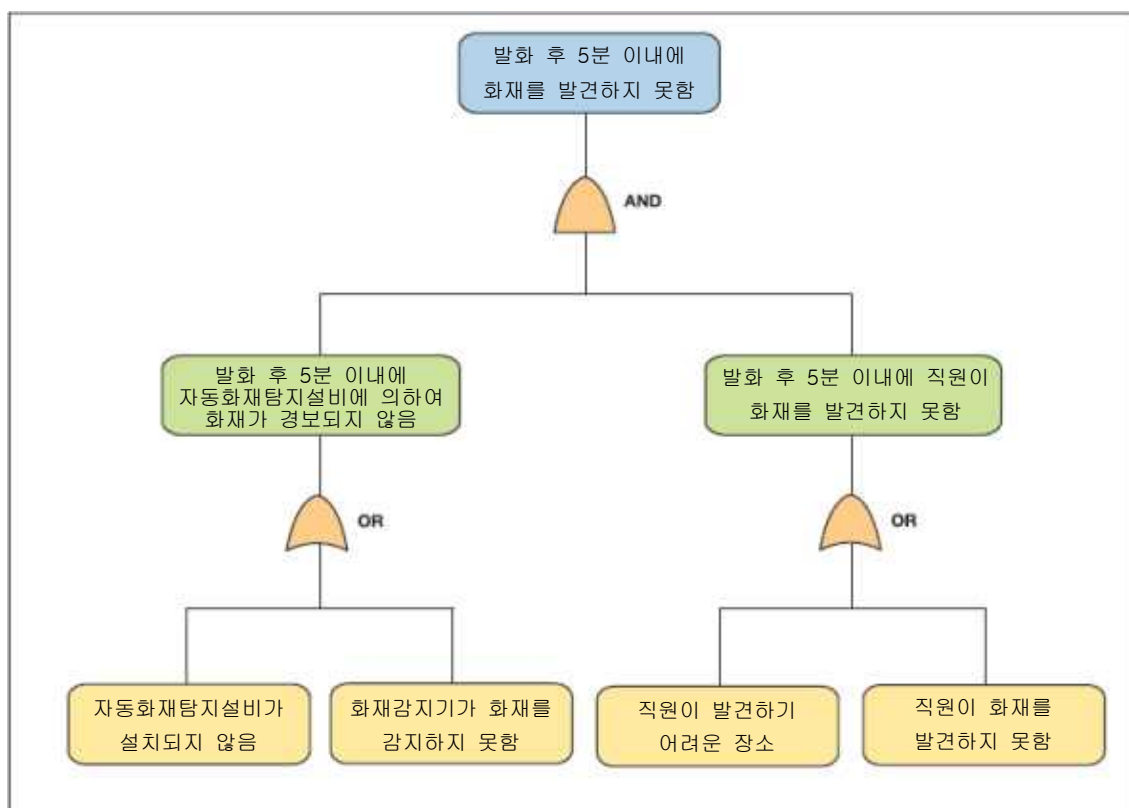 발화 후 5분 이내에
화재를 발견하지 못함
AND
발화 후 5분 이내에
자동화재탐지설비에 의하여
화재가 경보되지 않음
발화 후 5분 이내에 직원이
화재를 발견하지 못함
OR
OR
자동화재탐지설비가
설치되지 않음
화재감지기가 화재를
감지하지 못함
직원이 발견하기
어려운 장소
직원이 화재를
발견하지 못함